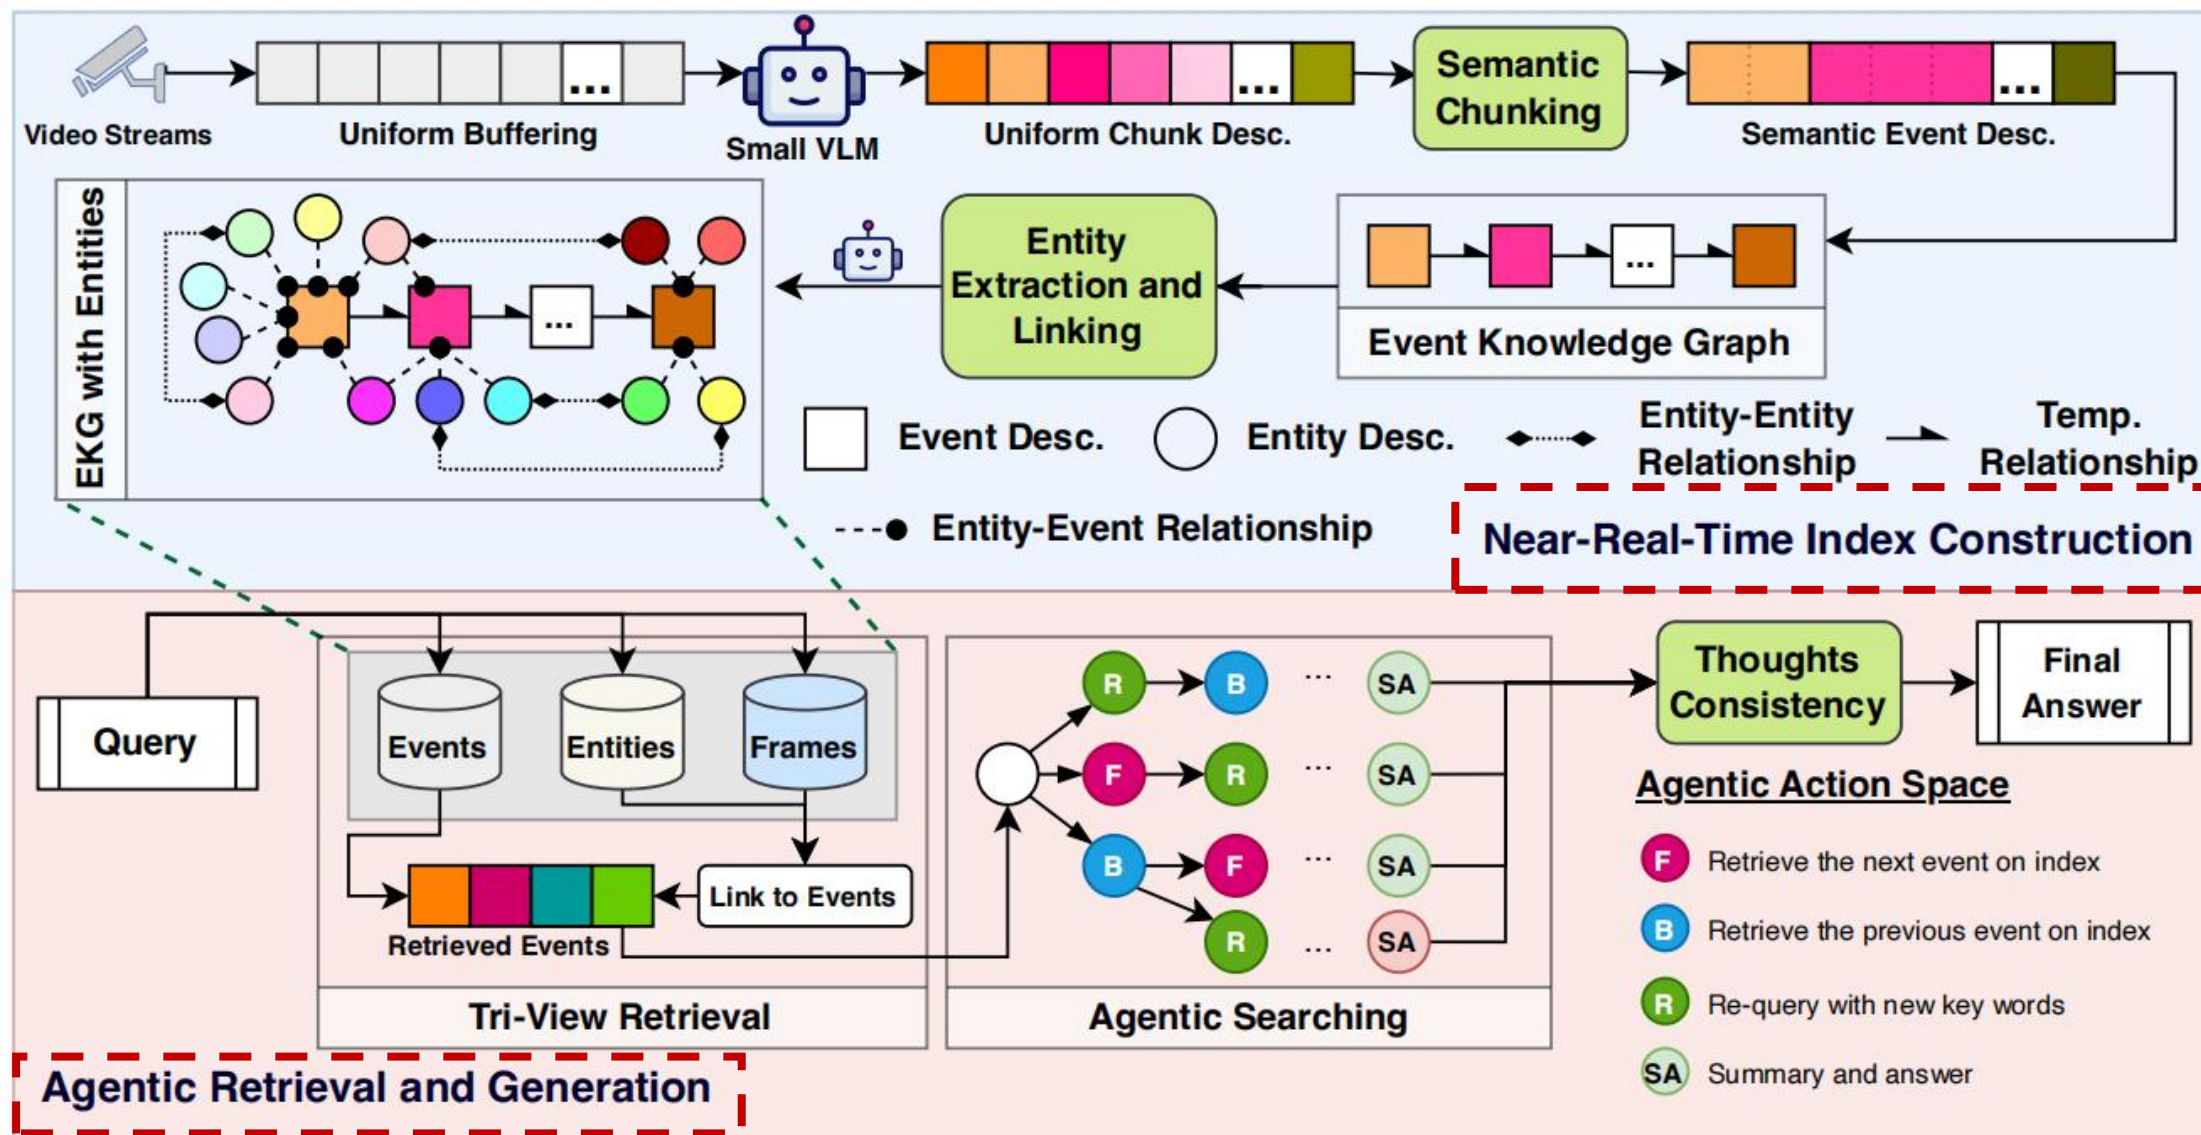 Video Streams
Uniform Buffering
...
Small VLM
Uniform Chunk Desc.
...
Semantic
Chunking
Semantic Event Desc.
...
EKG with Entities
...
Entity
Extraction and
Linking
...
Event Knowledge Graph
Event Desc.
Entity Desc.
Entity-Entity
Relationship
Temp.
Relationship
Entity-Event Relationship
Near-Real-Time Index Construction
Query
Events
Entities
Frames
Link to Events
Retrieved Events
Tri-View Retrieval
R B ... SA
F R ... SA
B F ... SA
R ... SA
Agentic Searching
Thoughts
Consistency
Final
Answer
Agentic Action Space
F Retrieve the next event on index
B Retrieve the previous event on index
R Re-query with new key words
SA Summary and answer
Agentic Retrieval and Generation